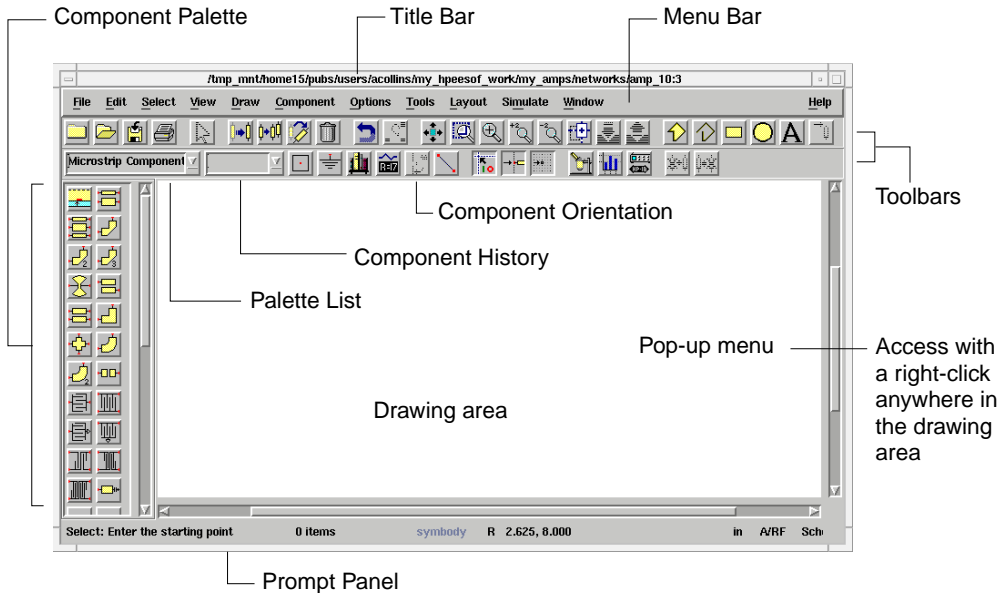 Component Palette
Title Bar
Menu Bar
/tmp_mnt/home15/pubs/users/acollins/my_hpeesof_work/my_amps/networks/amp_10:3
File Edit Select View Draw Component Options Tools Layout Simulate Window Help
Microstrip Component
Toolbars
Component Orientation
Component History
Palette List
Pop-up menu
Access with
a right-click
anywhere in
the drawing
area
Drawing area
Select: Enter the starting point 0 items symbody R 2.625, 8.000 in A/RF Sch
Prompt Panel